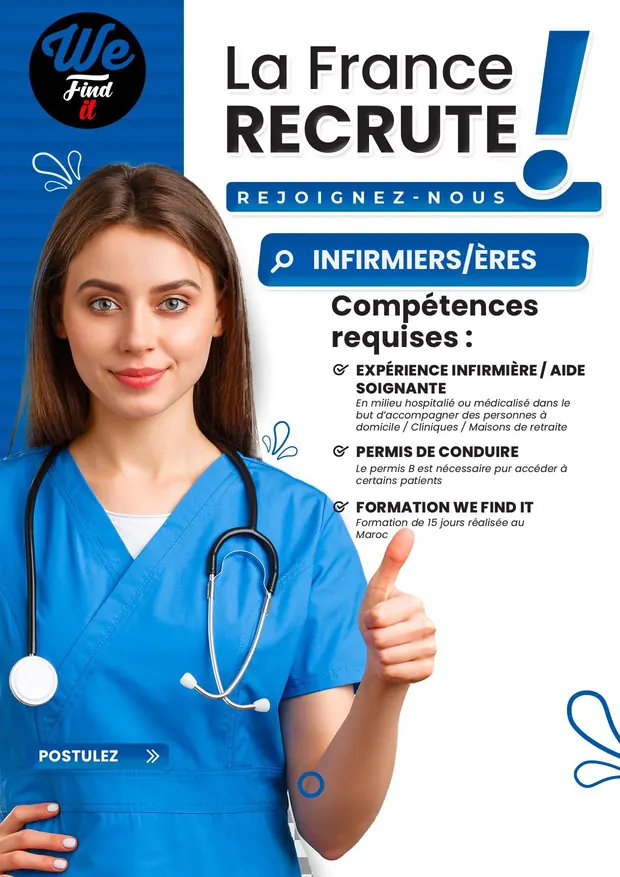 We
Find
it
La France
RECRUTE !
REJOIGNEZ-NOUS
INFIRMIERS/ÈRES
Compétences
requises :
EXPÉRIENCE INFIRMIÈRE / AIDE
SOIGNANTE
En milieu hospitalié ou médicalisé dans le
but d'accompagner des personnes à
domicile / Cliniques / Maisons de retraite
PERMIS DE CONDUIRE
Le permis B est nécessaire pur accéder à
certains patients
FORMATION WE FIND IT
Formation de 15 jours réalisée au
Maroc
POSTULEZ